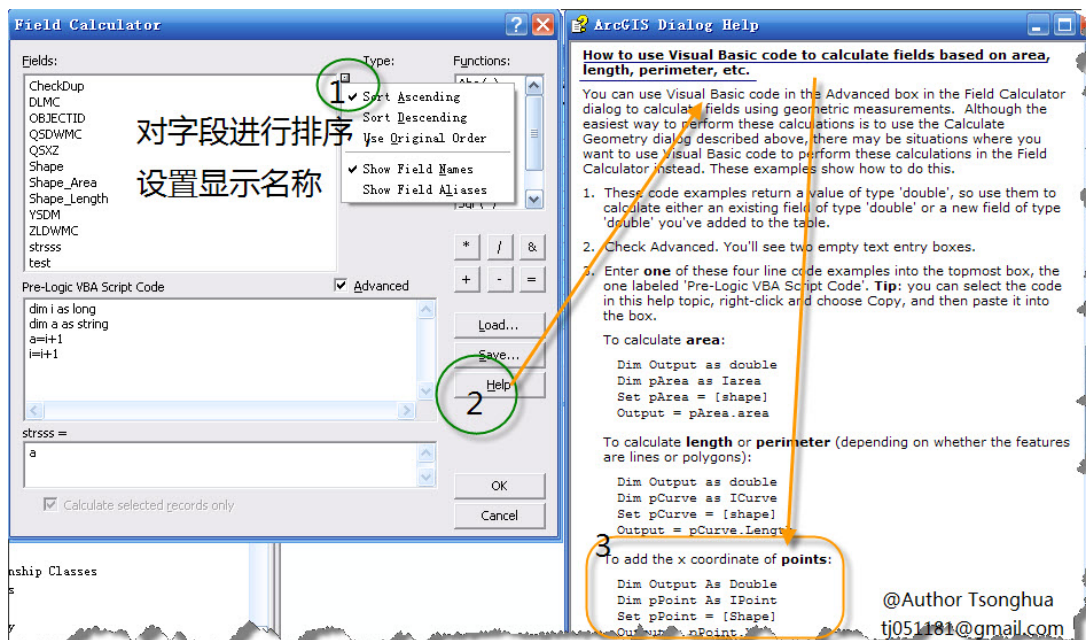 Field Calculator
Fields:
Type:
Functions:
CheckDup
DLMC
OBJECTID
QSDWMC
QSXZ
Shape
Shape_Area
Shape_Length
YSDM
ZLDWMC
strsss
test
1
Sort Ascending
Sort Descending
Use Original Order
Show Field Names
Show Field Aliases
对字段进行排序
设置显示名称
* / &
+ - =
Pre-Logic VBA Script Code
Advanced
dim i as long
dim a as string
a=i+1
i=i+1
Load...
Save...
Help
2
strsss =
a
Calculate selected records only
OK
Cancel
nship Classes
ArcGIS Dialog Help
How to use Visual Basic code to calculate fields based on area,
length, perimeter, etc.
You can use Visual Basic code in the Advanced box in the Field Calculator
dialog to calculate fields using geometric measurements. Although the
easiest way to perform these calculations is to use the Calculate
Geometry dialog described above, there may be situations where you
want to use Visual Basic code to perform these calculations in the Field
Calculator instead. These examples show how to do this.
1. These code examples return a value of type 'double', so use them to
calculate either an existing field of type 'double' or a new field of type
'double' you've added to the table.
2. Check Advanced. You'll see two empty text entry boxes.
3. Enter one of these four line code examples into the topmost box, the
one labeled 'Pre-Logic VBA Script Code'. Tip: you can select the code
in this help topic, right-click and choose Copy, and then paste it into
the box.
To calculate area:
Dim Output as double
Dim pArea as Iarea
Set pArea = [shape]
Output = pArea.area
To calculate length or perimeter (depending on whether the features
are lines or polygons):
Dim Output as double
Dim pCurve as ICurve
Set pCurve = [shape]
Output = pCurve.Length
3
To add the x coordinate of points:
Dim Output As Double
Dim pPoint As IPoint
Set pPoint = [Shape]
@Author Tsonghua
tj051181@gmail.com